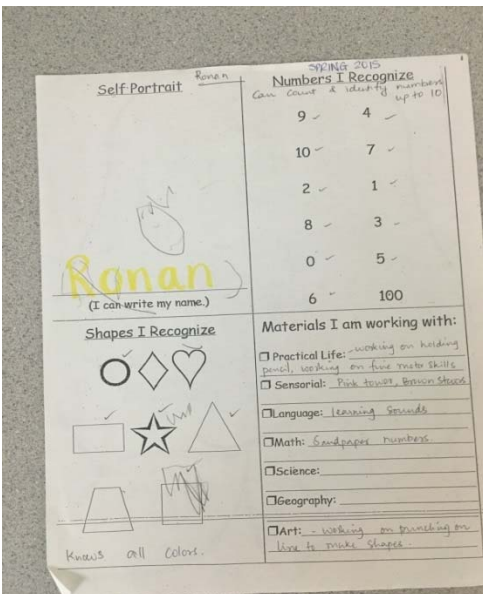 Self Portrait
Ronan
Ronan
(I can write my name.)
SPRING 2015
Numbers I Recognize
Can count & identify numbers
up to 10
9 4
10 7
2 1
8 3
0 5
6 100
Shapes I Recognize
Knows all colors.
Materials I am working with:
Practical Life: - working on holding
pencil, working on fine motor skills
Sensorial: Pink tower, Brown Stairs
Language: learning sounds
Math: Sandpaper numbers
Science:
Geography:
Art: - working on punching on
line to make shapes.